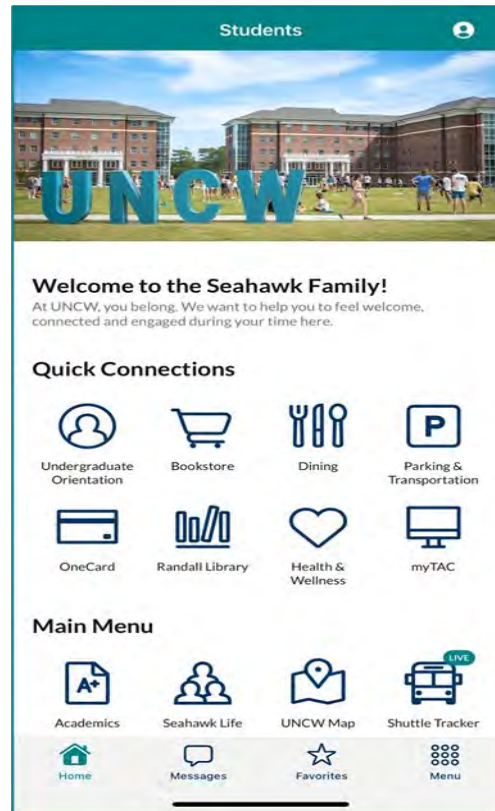 Students
UNCW
Welcome to the Seahawk Family!
At UNCW, you belong. We want to help you to feel welcome,
connected and engaged during your time here.
Quick Connections
Undergraduate
Orientation
Bookstore
Dining
P
Parking &
Transportation
OneCard
Randall Library
Health &
Wellness
myTAC
Main Menu
A+
Academics
Seahawk Life
UNCW Map
LIVE
Shuttle Tracker
Home
Messages
Favorites
Menu